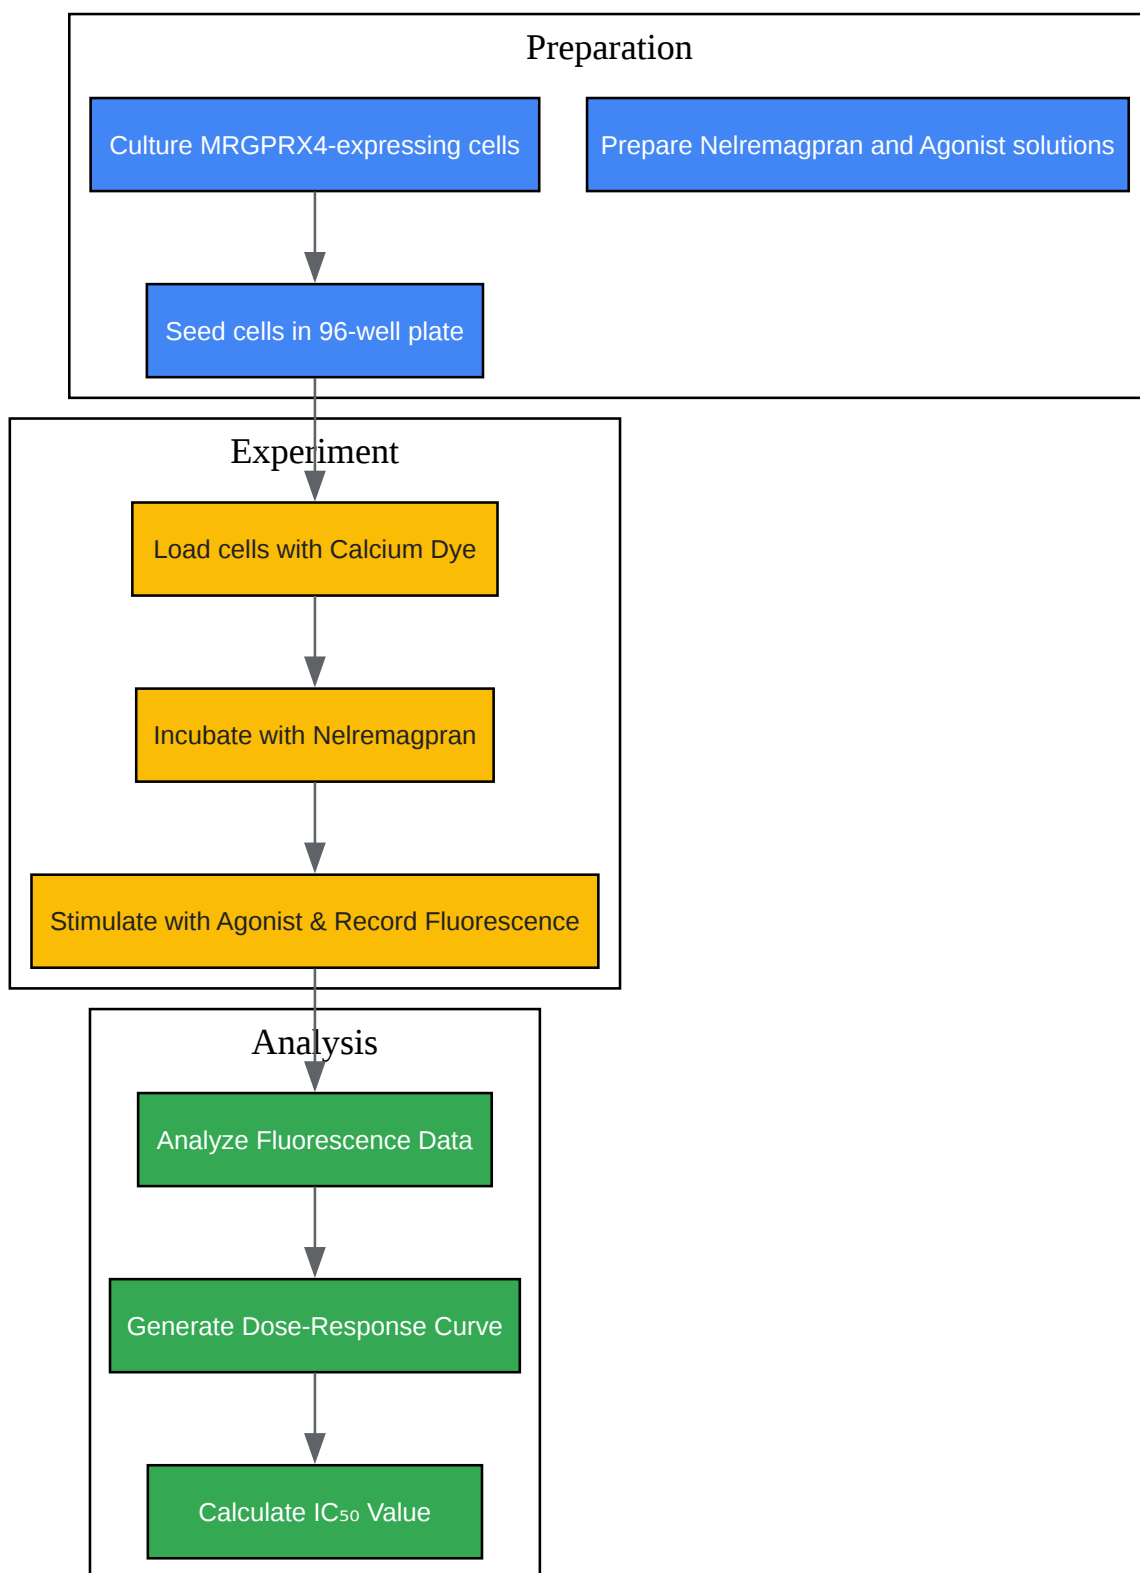 Preparation
Culture MRGPRX4-expressing cells
Prepare Nelremagpran and Agonist solutions
Seed cells in 96-well plate
Experiment
Load cells with Calcium Dye
Incubate with Nelremagpran
Stimulate with Agonist & Record Fluorescence
Analysis
Analyze Fluorescence Data
Generate Dose-Response Curve
Calculate IC₅₀ Value